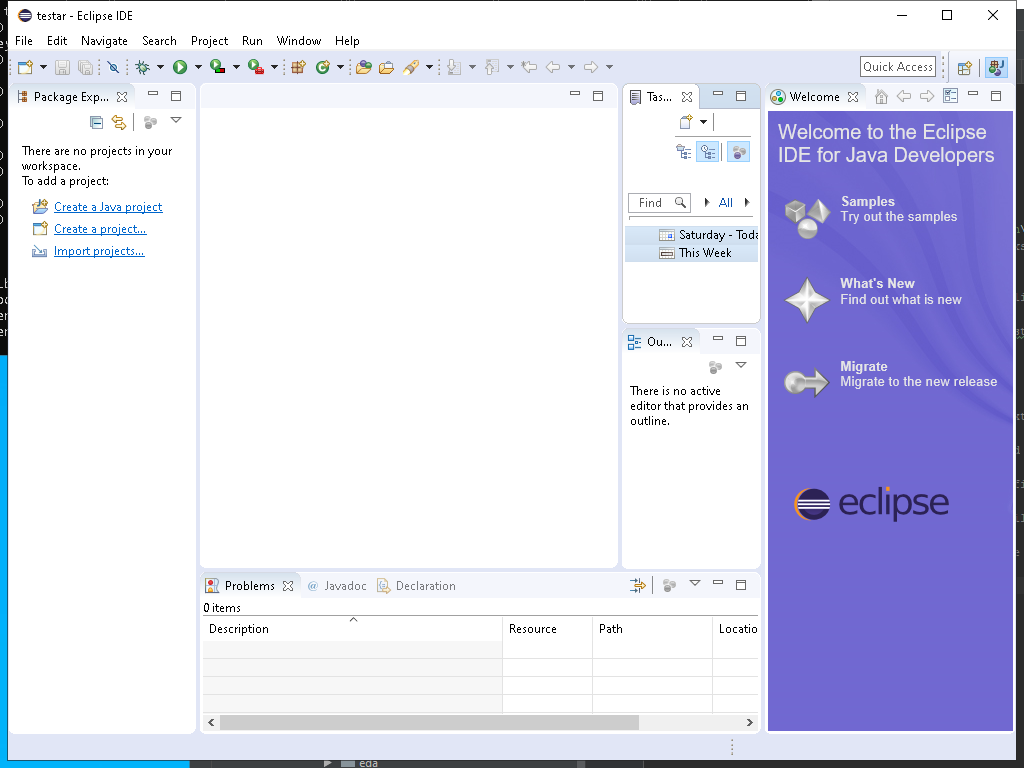 testar - Eclipse IDE
File Edit Navigate Search Project Run Window Help
Quick Access
Package Exp...
There are no projects in your
workspace.
To add a project:
Create a Java project
Create a project...
Import projects...
Tas...
Find
All
Saturday - Toda
This Week
Ou...
There is no active
editor that provides an
outline.
Welcome
Welcome to the Eclipse
IDE for Java Developers
Samples
Try out the samples
What's New
Find out what is new
Migrate
Migrate to the new release
eclipse
Problems @ Javadoc Declaration
0 items
Description Resource Path Locatio
eda